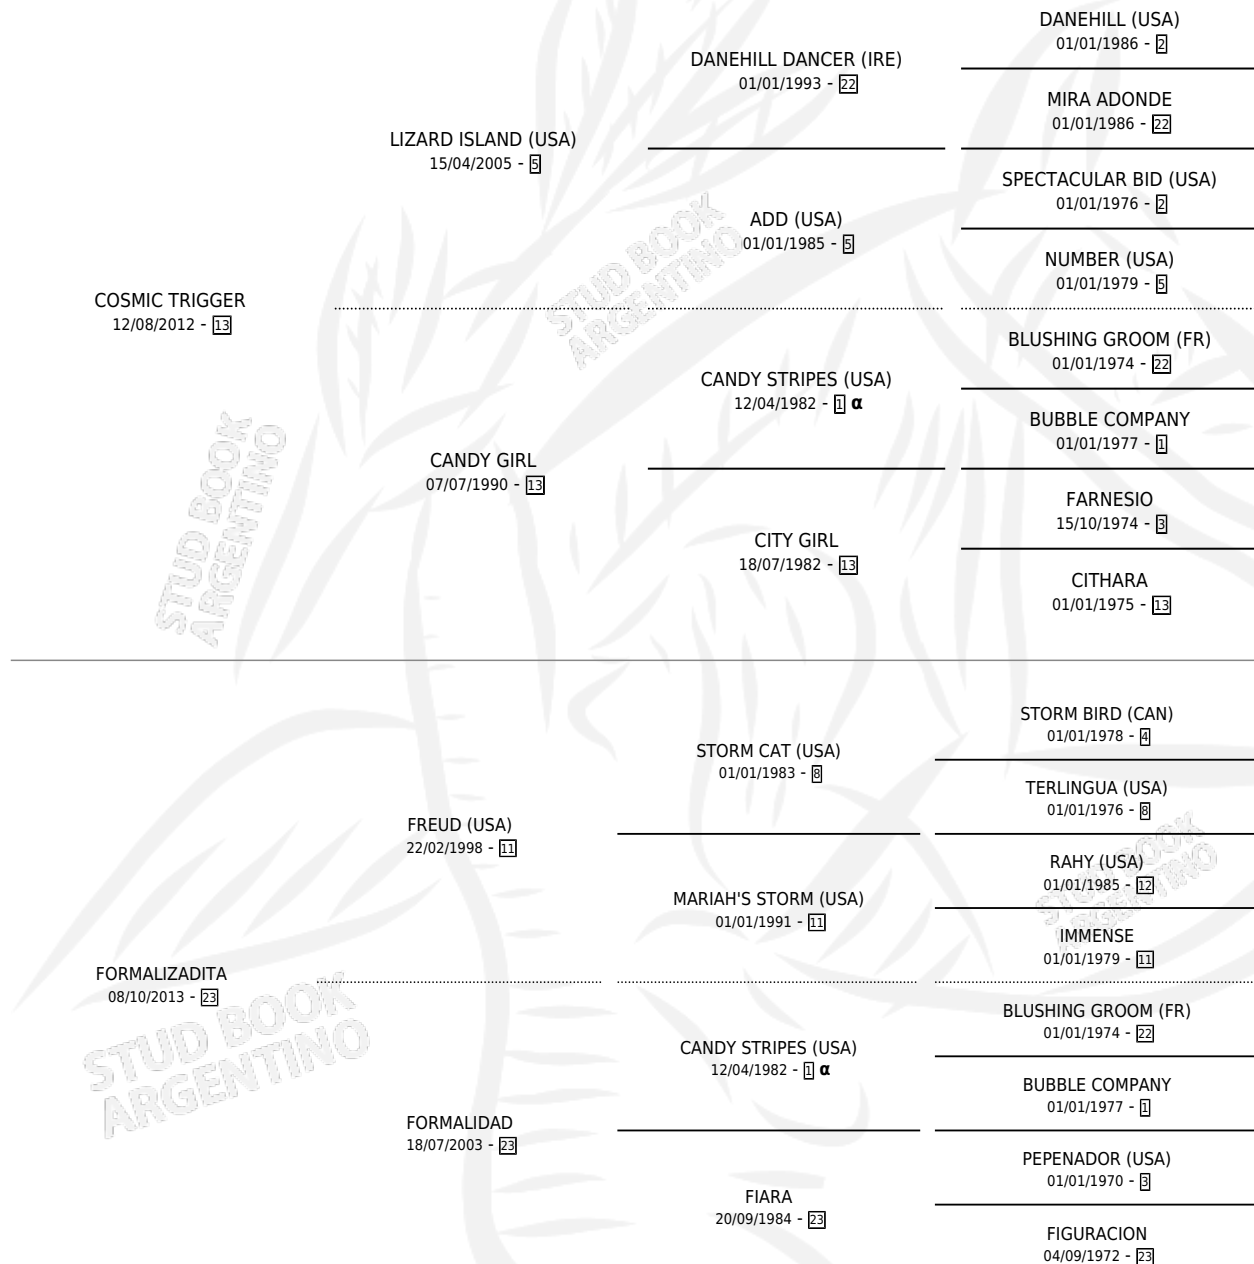 DANEHILL (USA)
01/01/1986 - 2
DANEHILL DANCER (IRE)
01/01/1993 - 22
MIRA ADONDE
01/01/1986 - 22
LIZARD ISLAND (USA)
15/04/2005 - 5
SPECTACULAR BID (USA)
01/01/1976 - 2
ADD (USA)
01/01/1985 - 5
NUMBER (USA)
01/01/1979 - 5
COSMIC TRIGGER
12/08/2012 - 13
BLUSHING GROOM (FR)
01/01/1974 - 22
CANDY STRIPES (USA)
12/04/1982 - 1 α
BUBBLE COMPANY
01/01/1977 - 1
CANDY GIRL
07/07/1990 - 13
FARNESIO
15/10/1974 - 3
CITY GIRL
18/07/1982 - 13
CITHARA
01/01/1975 - 13
STUD BOOK
ARGENTINO
STUD BOOK
ARGENTINO
STORM BIRD (CAN)
01/01/1978 - 4
STORM CAT (USA)
01/01/1983 - 8
TERLINGUA (USA)
01/01/1976 - 8
FREUD (USA)
22/02/1998 - 11
RAHY (USA)
01/01/1985 - 12
MARIAH'S STORM (USA)
01/01/1991 - 11
IMMENSE
01/01/1979 - 11
FORMALIZADITA
08/10/2013 - 23
BLUSHING GROOM (FR)
01/01/1974 - 22
CANDY STRIPES (USA)
12/04/1982 - 1 α
BUBBLE COMPANY
01/01/1977 - 1
FORMALIDAD
18/07/2003 - 23
PEPENADOR (USA)
01/01/1970 - 3
FIARA
20/09/1984 - 23
FIGURACION
04/09/1972 - 23
STUD BOOK
ARGENTINO
STUD BOOK
ARGENTINO